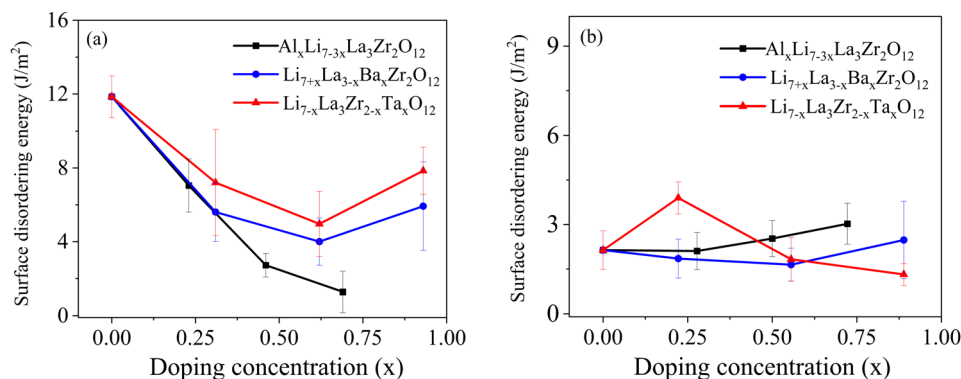 (a)
AlₓLi₇₋₃ₓLa₃Zr₂O₁₂
Li₇₊ₓLa₃₋ₓBaₓZr₂O₁₂
Li₇₋ₓLa₃Zr₂₋ₓTaₓO₁₂
Surface disordering energy (J/m²)
16
12
8
4
0
0.00 0.25 0.50 0.75 1.00
Doping concentration (x)
(b)
AlₓLi₇₋₃ₓLa₃Zr₂O₁₂
Li₇₊ₓLa₃₋ₓBaₓZr₂O₁₂
Li₇₋ₓLa₃Zr₂₋ₓTaₓO₁₂
Surface disordering energy (J/m²)
9
6
3
0
0.00 0.25 0.50 0.75 1.00
Doping concentration (x)